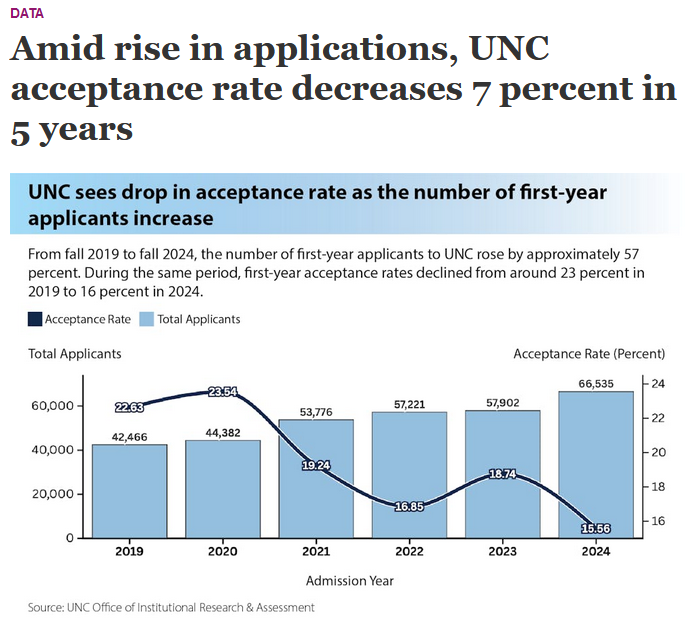 DATA
Amid rise in applications, UNC
acceptance rate decreases 7 percent in
5 years
UNC sees drop in acceptance rate as the number of first-year
applicants increase
From fall 2019 to fall 2024, the number of first-year applicants to UNC rose by approximately 57
percent. During the same period, first-year acceptance rates declined from around 23 percent in
2019 to 16 percent in 2024.
Acceptance Rate Total Applicants
Total Applicants Acceptance Rate (Percent)
66,535
24
22.63 23.54 57,221 57,902
60,000 53,776 22
42,466 44,382
40,000 20
19.24 18.74
20,000 16.85 18
15.56 16
0
2019 2020 2021 2022 2023 2024
Admission Year
Source: UNC Office of Institutional Research & Assessment